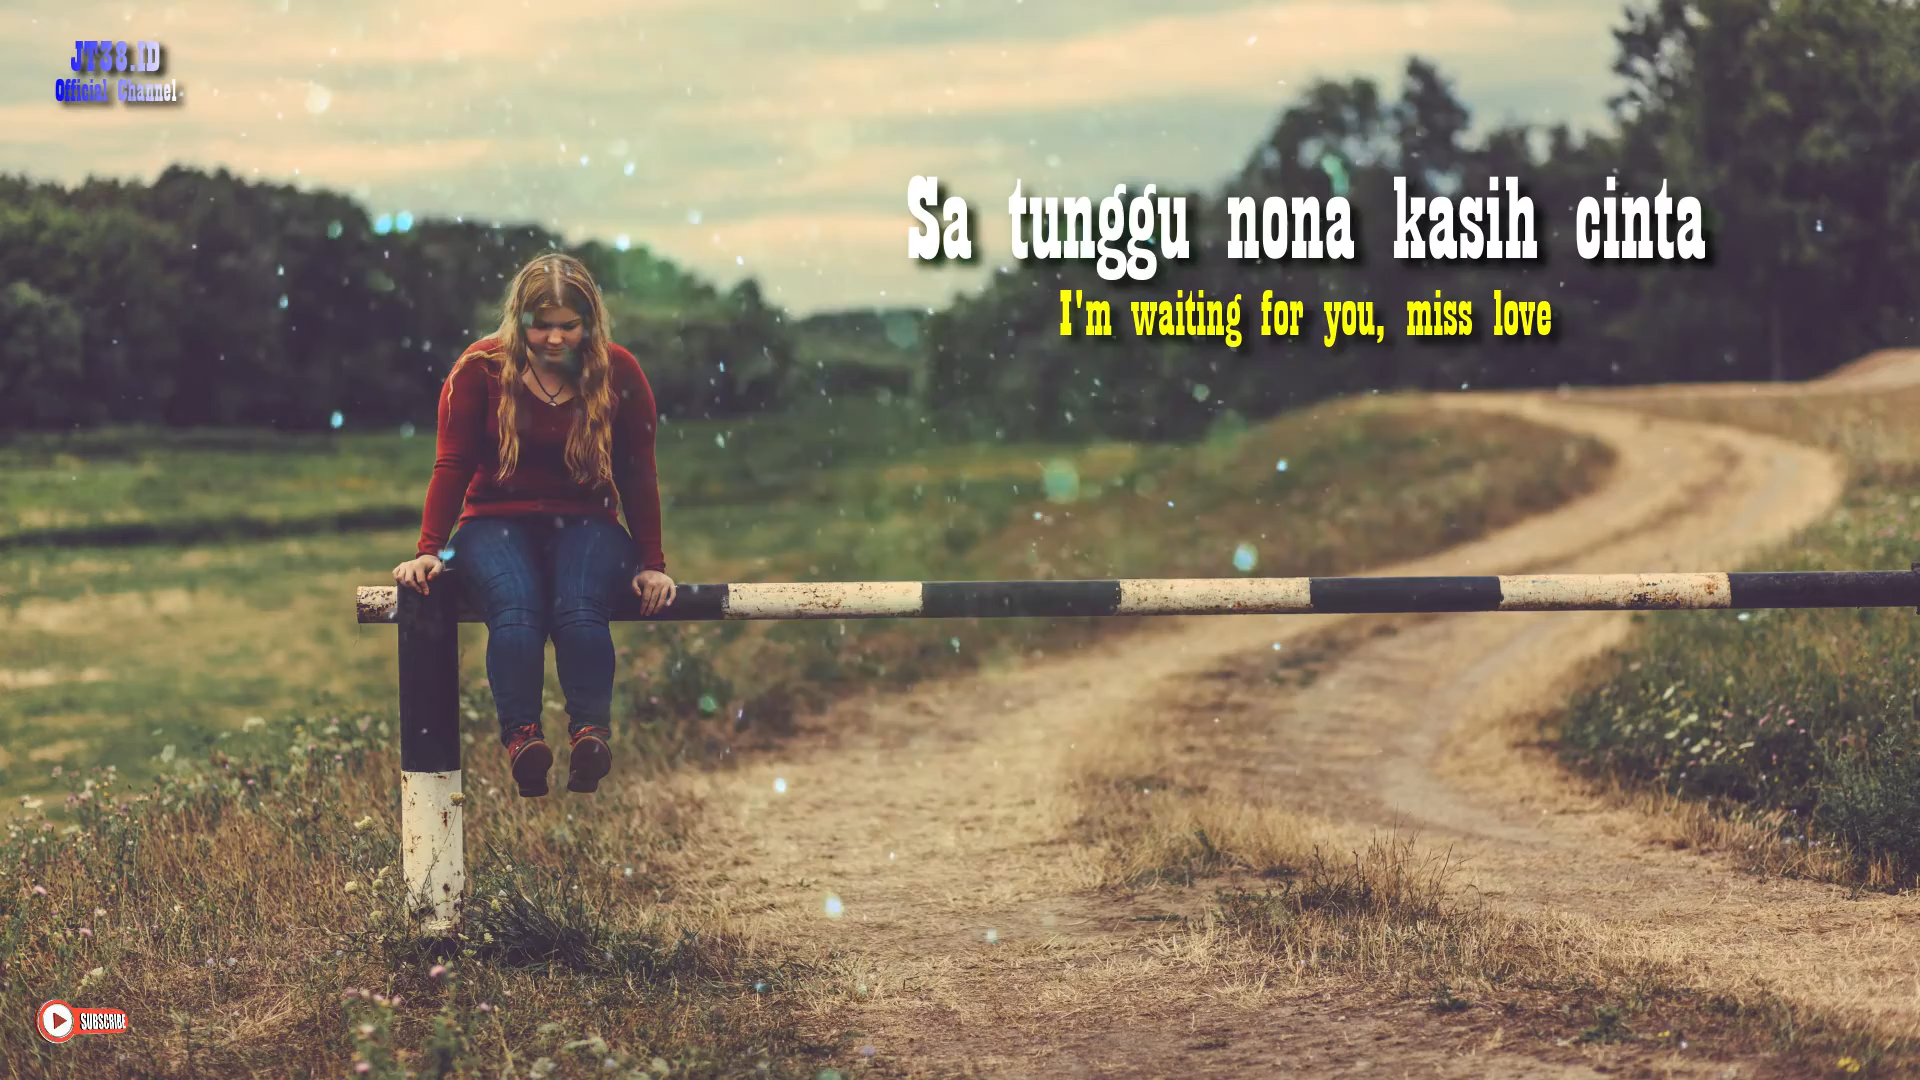 JT38.ID
Official Channel
Sa tunggu nona kasih cinta
I'm waiting for you, miss love
SUBSCRIBE